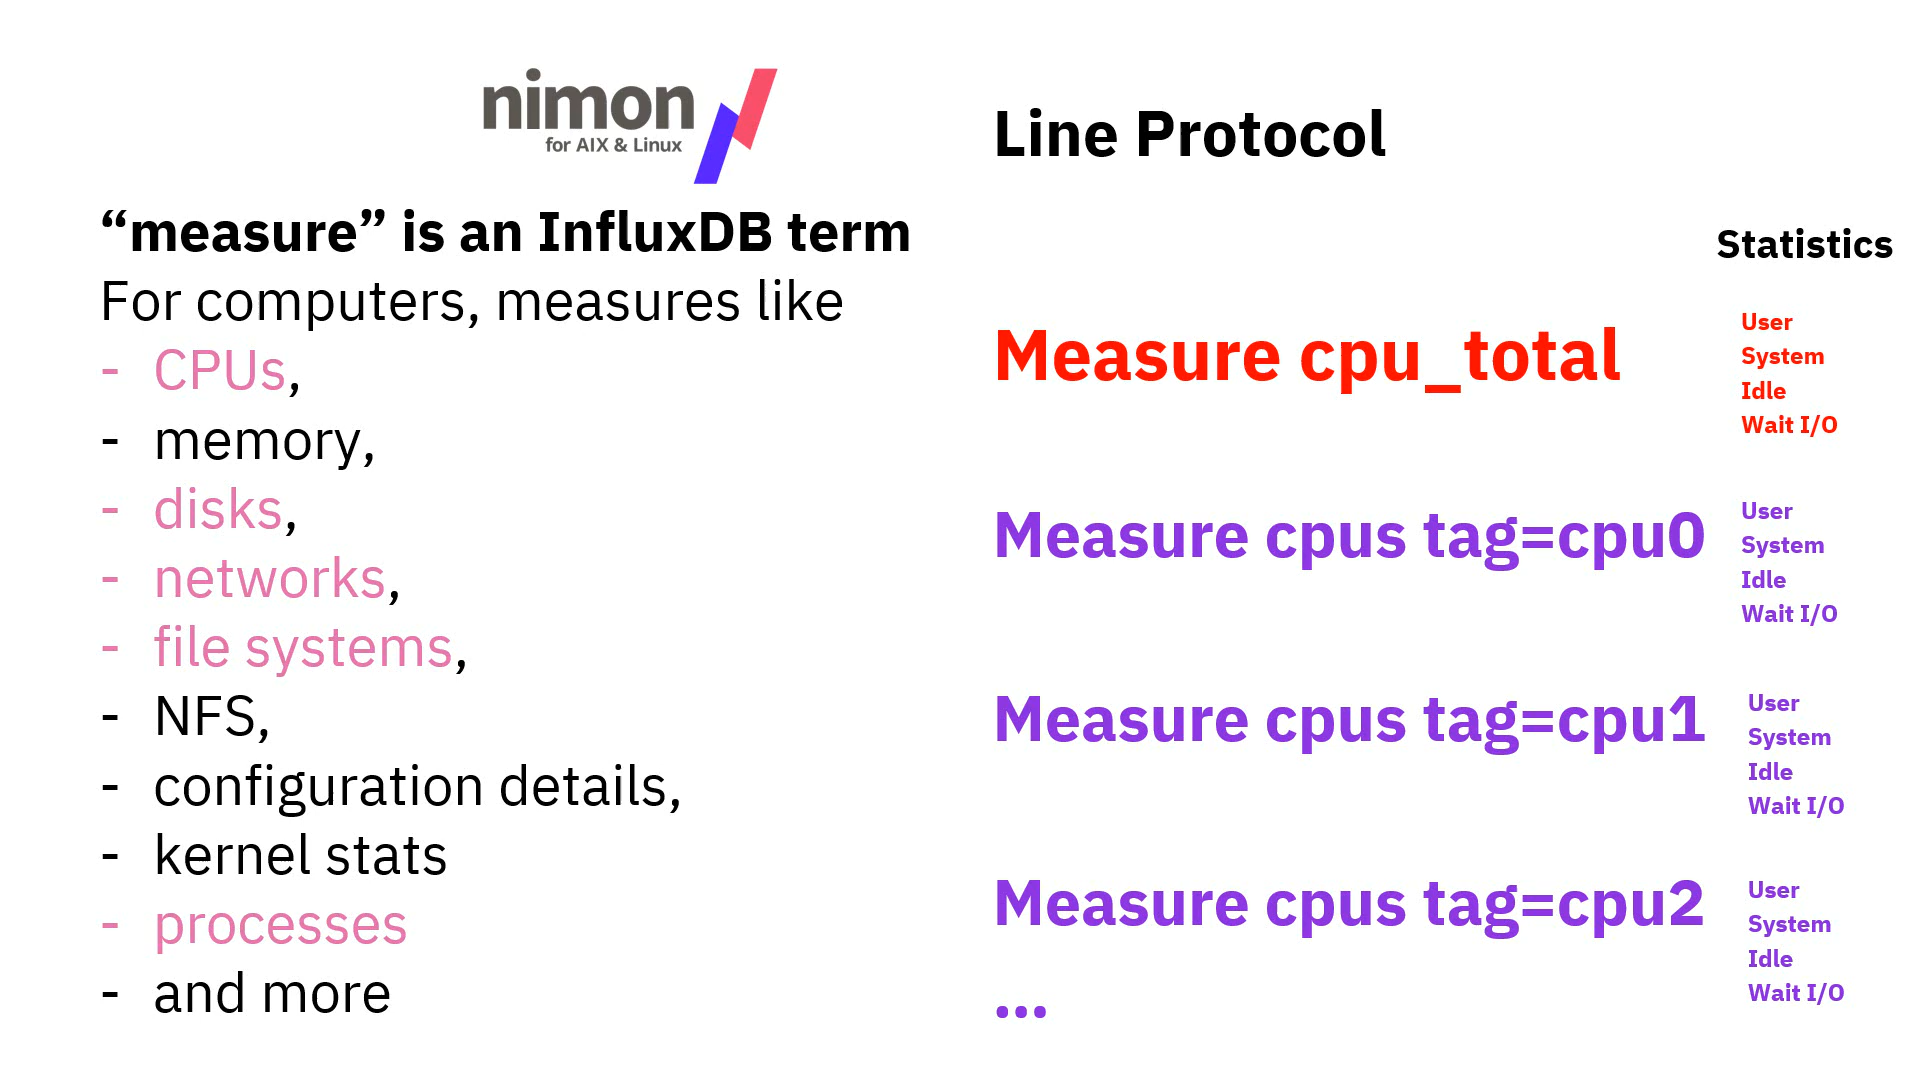 nimon
for AIX & Linux
“measure” is an InfluxDB term
For computers, measures like
- CPUs,
- memory,
- disks,
- networks,
- file systems,
- NFS,
- configuration details,
- kernel stats
- processes
- and more
Line Protocol
Statistics
Measure cpu_total
User
System
Idle
Wait I/O
Measure cpus tag=cpu0
User
System
Idle
Wait I/O
Measure cpus tag=cpu1
User
System
Idle
Wait I/O
Measure cpus tag=cpu2
User
System
Idle
Wait I/O
...